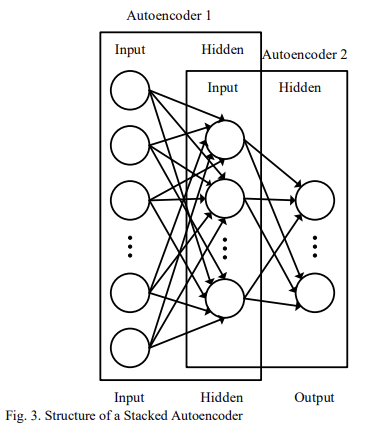 Autoencoder 1
Input Hidden
Autoencoder 2
Input Hidden
Input Hidden Output
Fig. 3. Structure of a Stacked Autoencoder